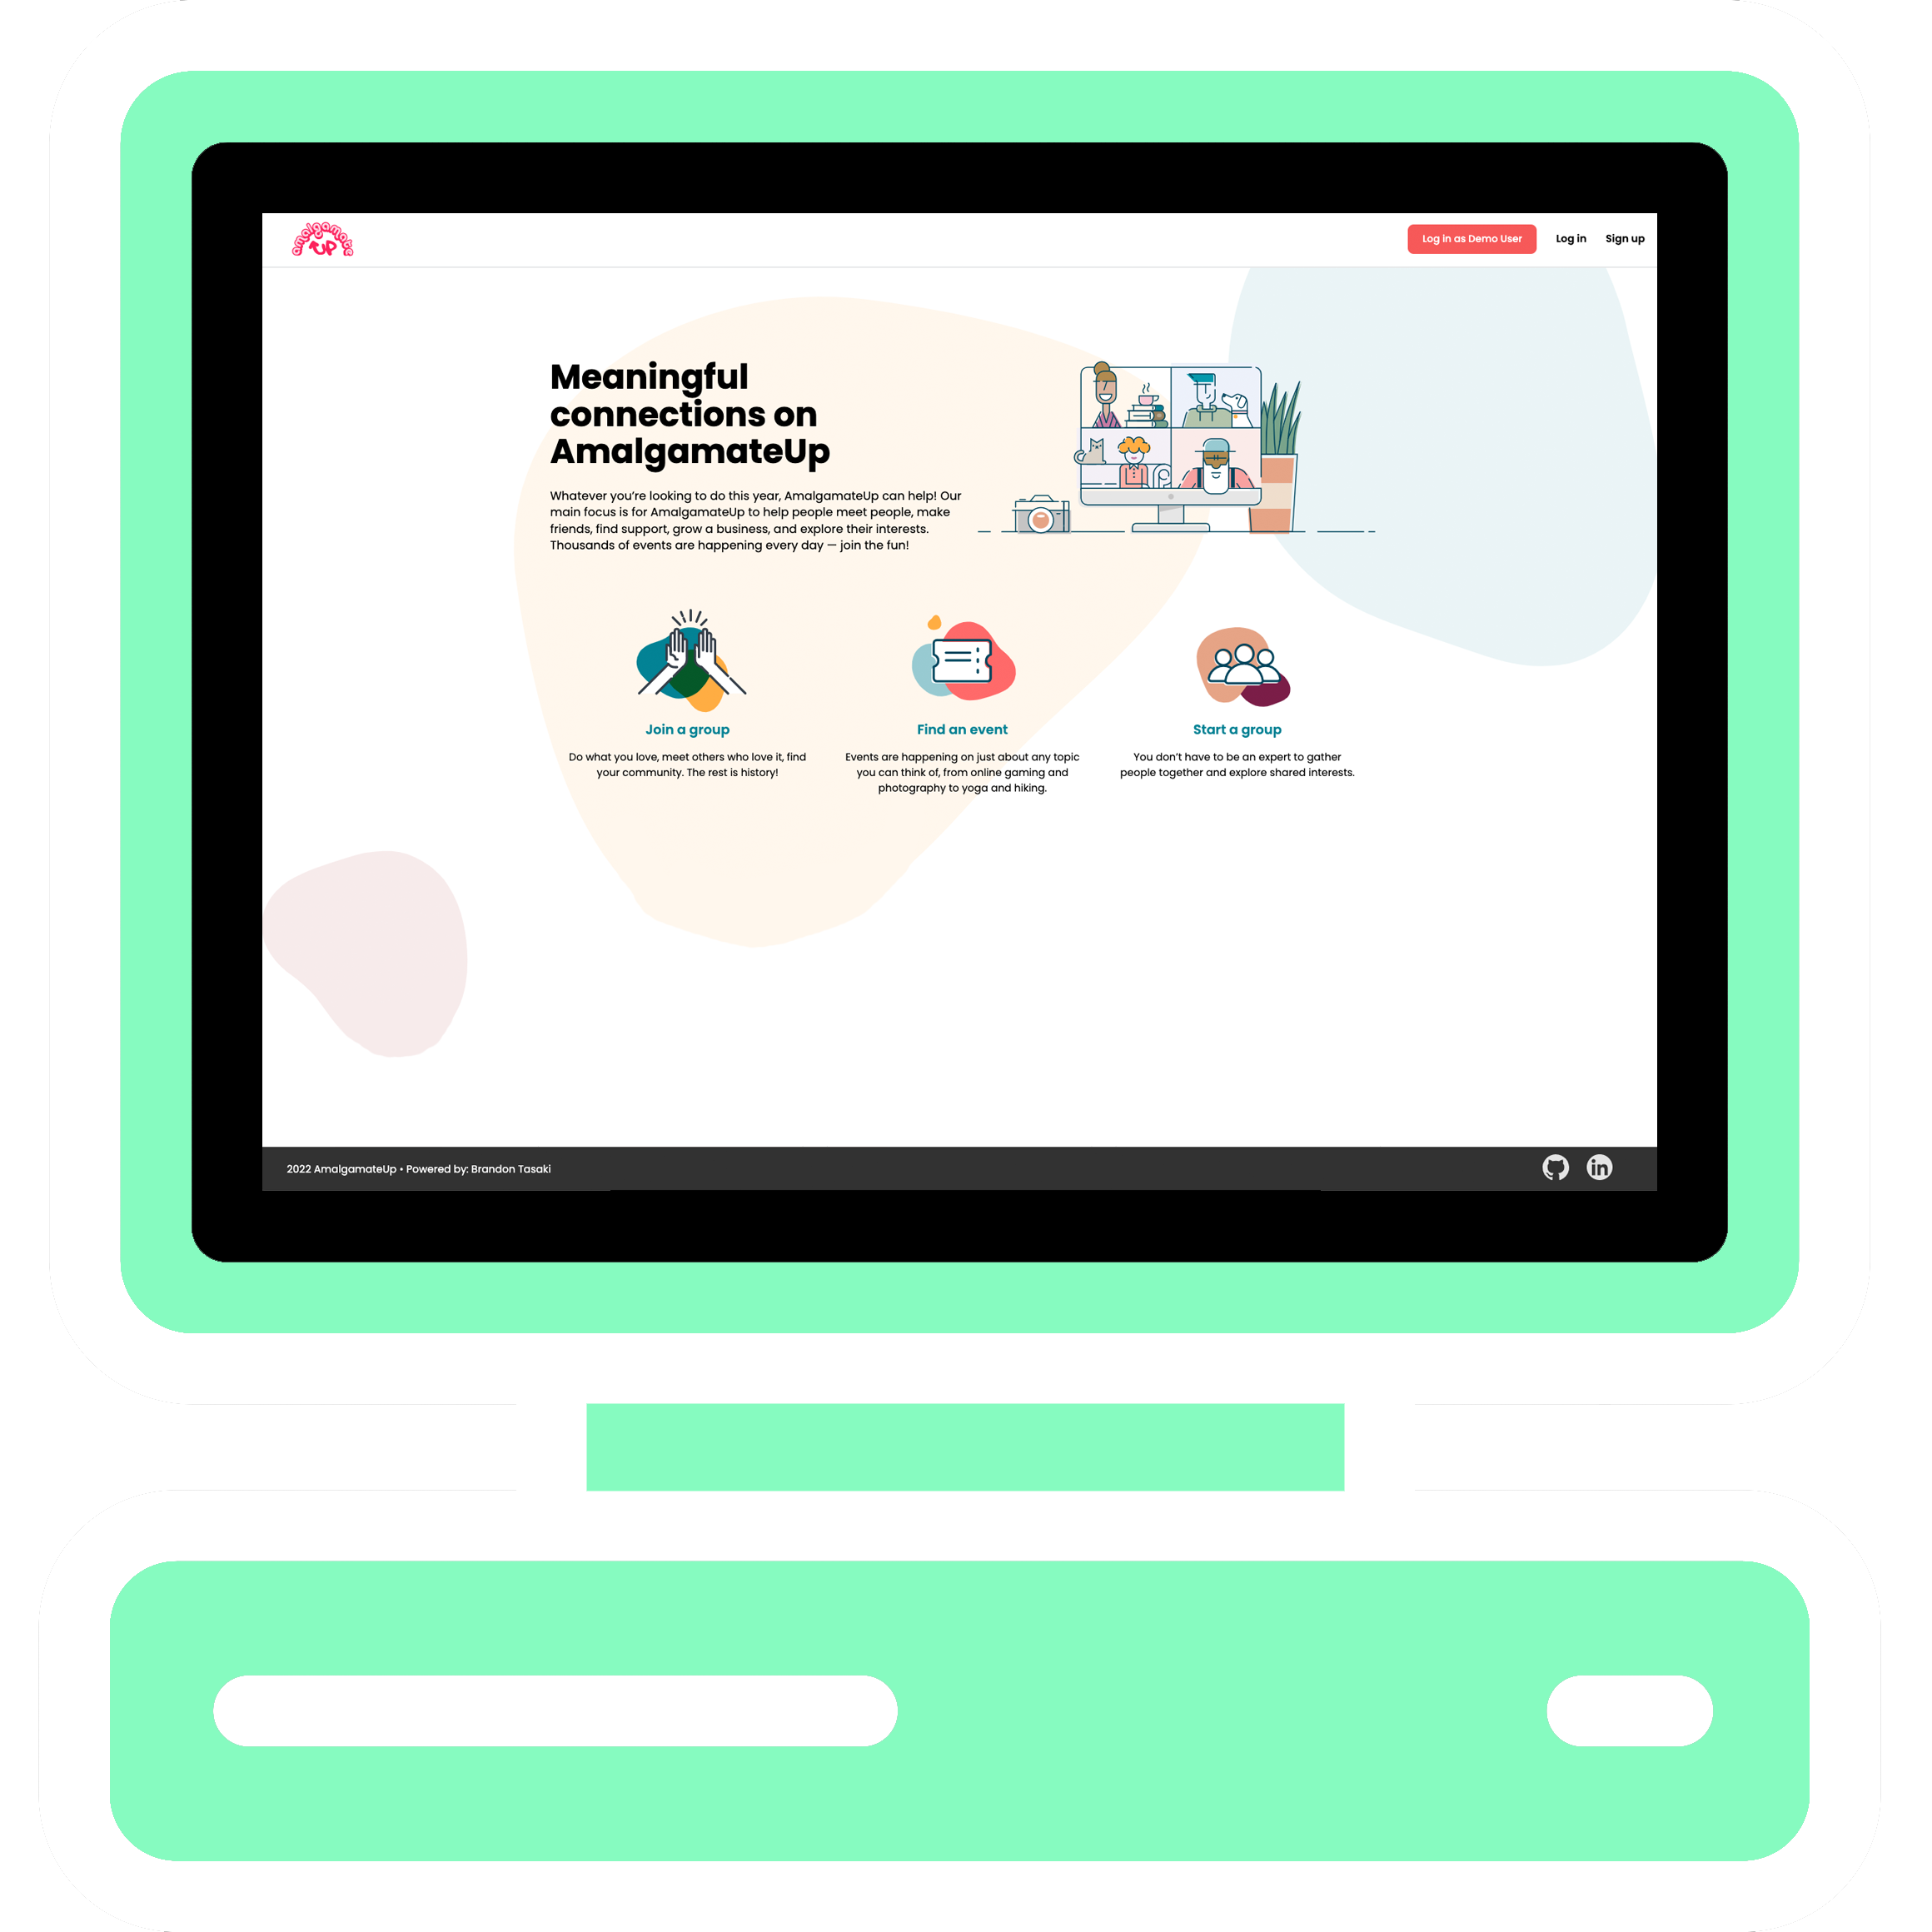 amalgamate
UP
Log in as Demo User
Log in
Sign up
Meaningful
connections on
AmalgamateUp
Whatever you’re looking to do this year, AmalgamateUp can help! Our
main focus is for AmalgamateUp to help people meet people, make
friends, find support, grow a business, and explore their interests.
Thousands of events are happening every day — join the fun!
Join a group
Do what you love, meet others who love it, find
your community. The rest is history!
Find an event
Events are happening on just about any topic
you can think of, from online gaming and
photography to yoga and hiking.
Start a group
You don’t have to be an expert to gather
people together and explore shared interests.
2022 AmalgamateUp • Powered by: Brandon Tasaki
in